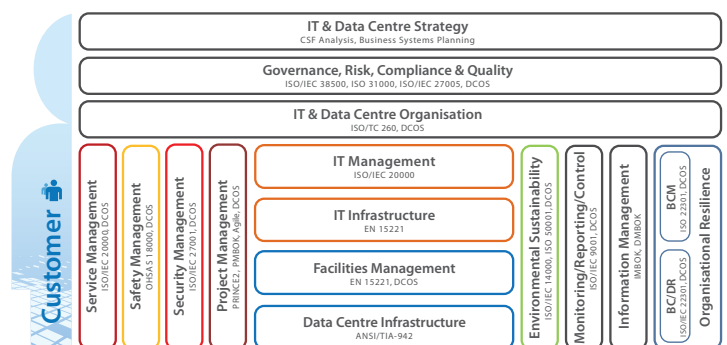 IT & Data Centre Strategy
CSF Analysis, Business Systems Planning
Governance, Risk, Compliance & Quality
ISO/IEC 38500, ISO 31000, ISO/IEC 27005, DCOS
IT & Data Centre Organisation
ISO/TC 260, DCOS
Customer
Service Management
ISO/IEC 20000, DCOS
Safety Management
OHSAS 18000, DCOS
Security Management
ISO/IEC 27001, DCOS
Project Management
PRINCE2, PMBOK, Agile, DCOS
IT Management
ISO/IEC 20000
IT Infrastructure
EN 15221
Facilities Management
EN 15221, DCOS
Data Centre Infrastructure
ANSI/TIA-942
Environmental Sustainability
ISO/IEC 14000, ISO 50001, DCOS
Monitoring/Reporting/Control
ISO/IEC 9001, DCOS
Information Management
IMBOK, DMBOK
BCM
ISO 22301, DCOS
BC/DR
ISO/IEC 22301, DCOS
Organisational Resilience